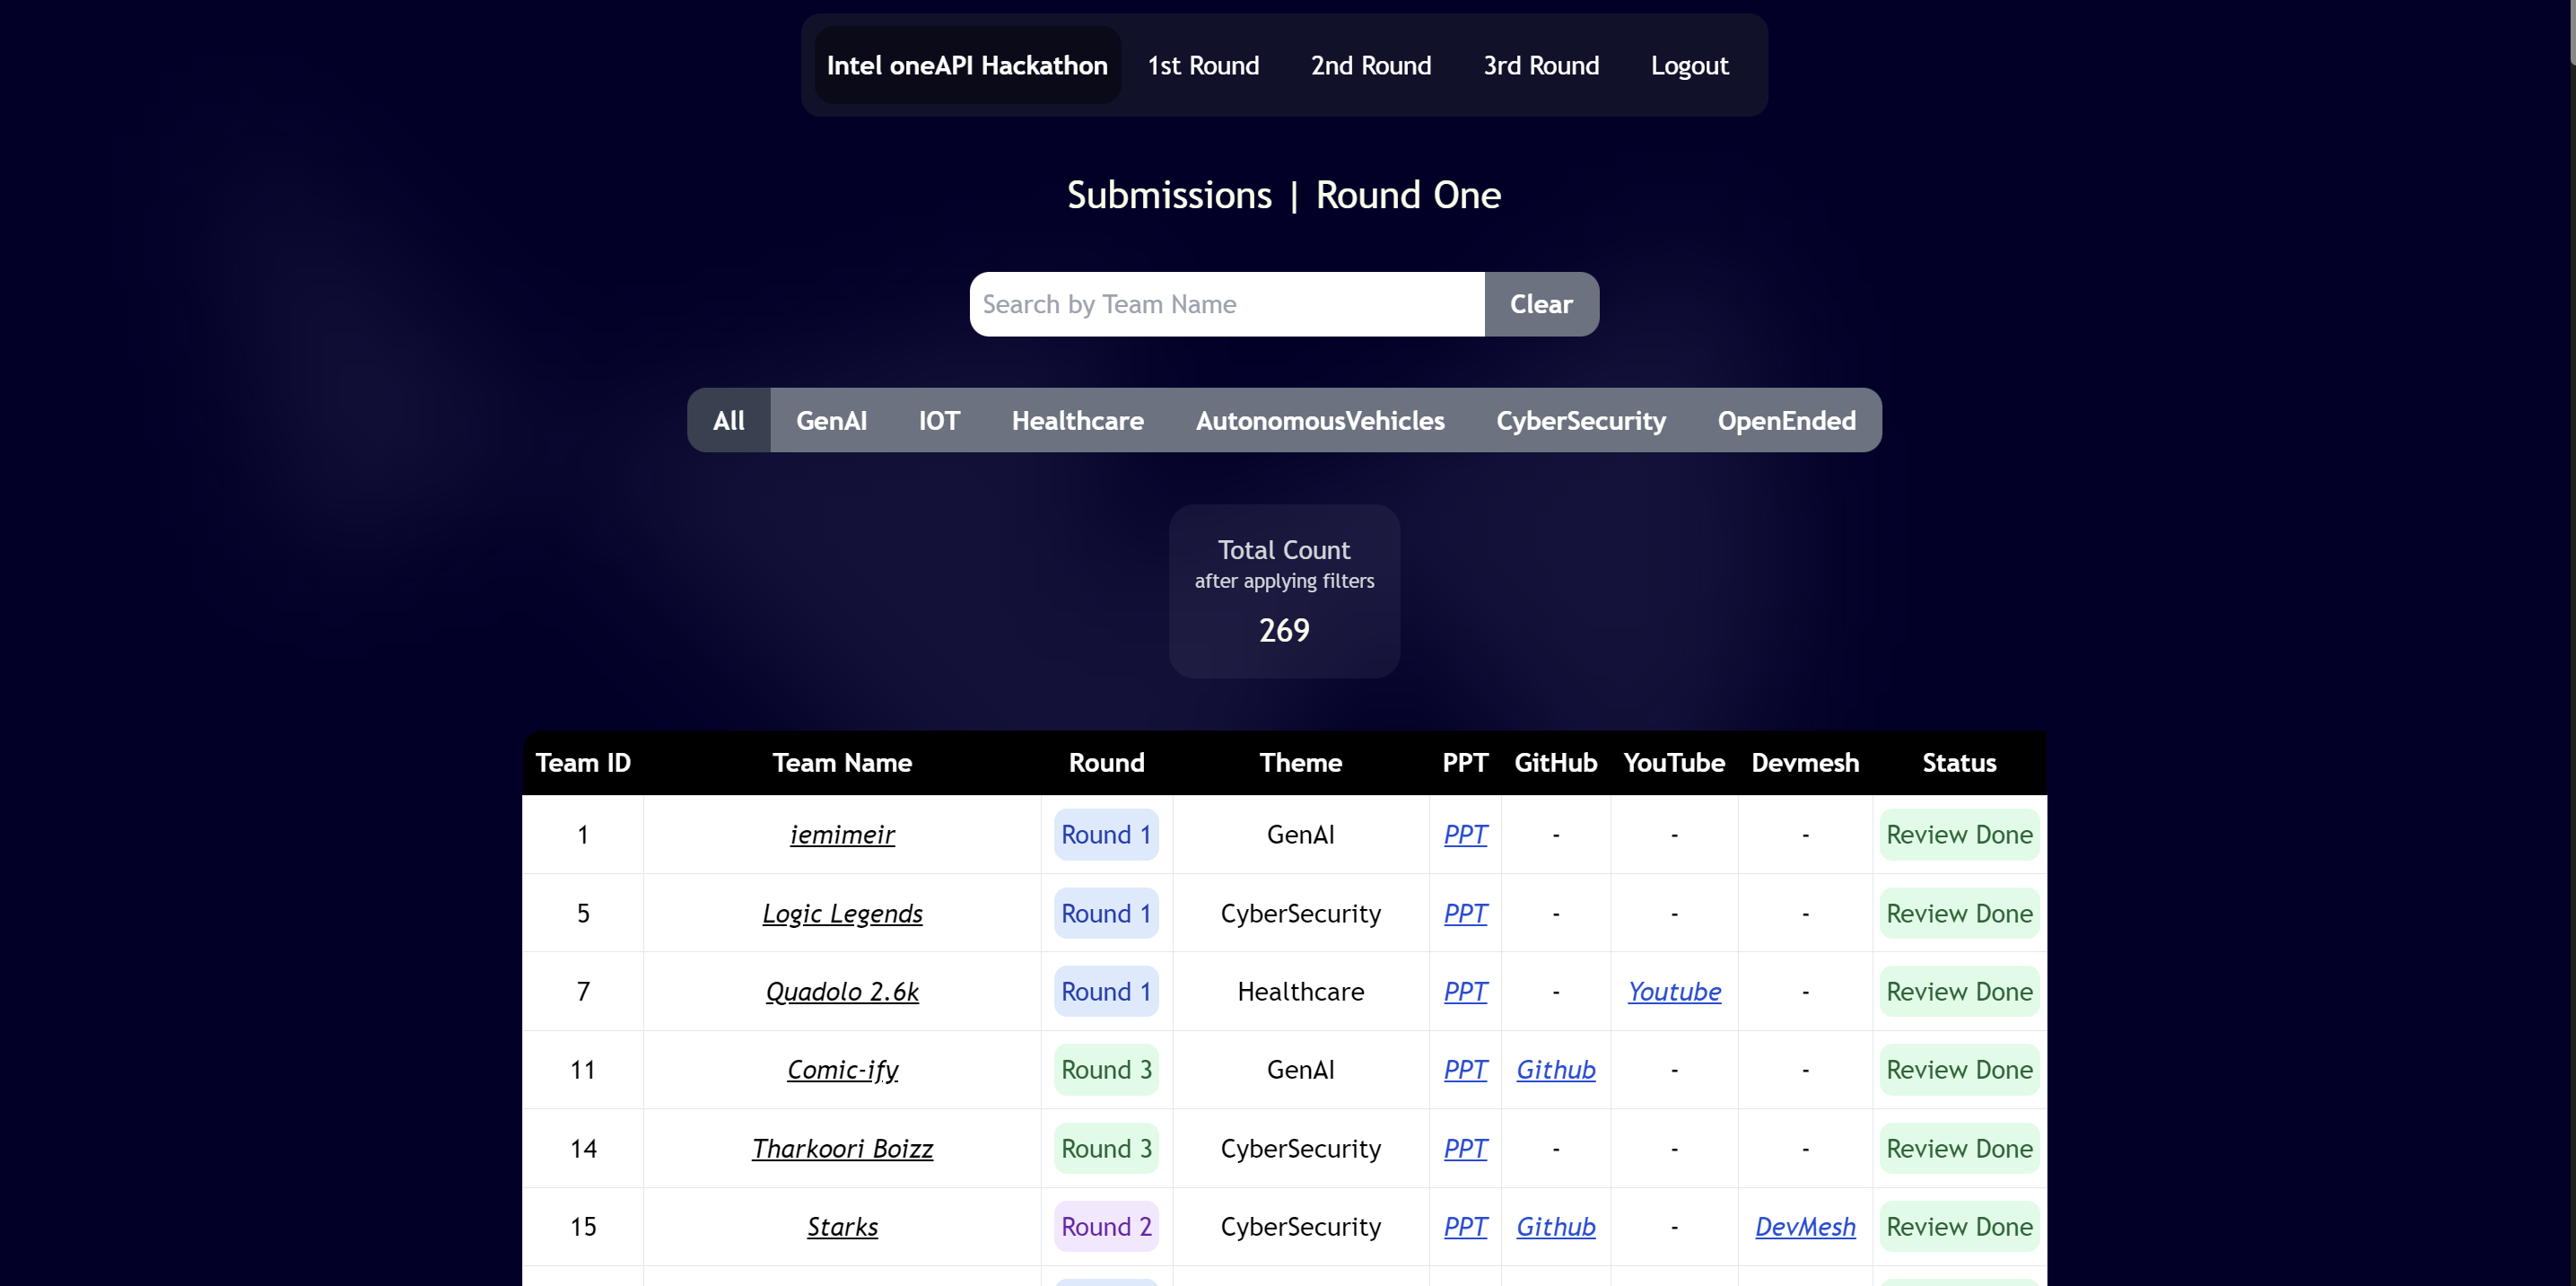 Intel oneAPI Hackathon 1st Round 2nd Round 3rd Round Logout
Submissions | Round One
Search by Team Name Clear
All GenAI IOT Healthcare AutonomousVehicles CyberSecurity OpenEnded
Total Count
after applying filters
269
Team ID Team Name Round Theme PPT GitHub YouTube Devmesh Status
1 iemimeir Round 1 GenAI PPT - - - Review Done
5 Logic Legends Round 1 CyberSecurity PPT - - - Review Done
7 Quadolo 2.6k Round 1 Healthcare PPT - Youtube - Review Done
11 Comic-ify Round 3 GenAI PPT Github - - Review Done
14 Tharkoori Boizz Round 3 CyberSecurity PPT - - - Review Done
15 Starks Round 2 CyberSecurity PPT Github - DevMesh Review Done